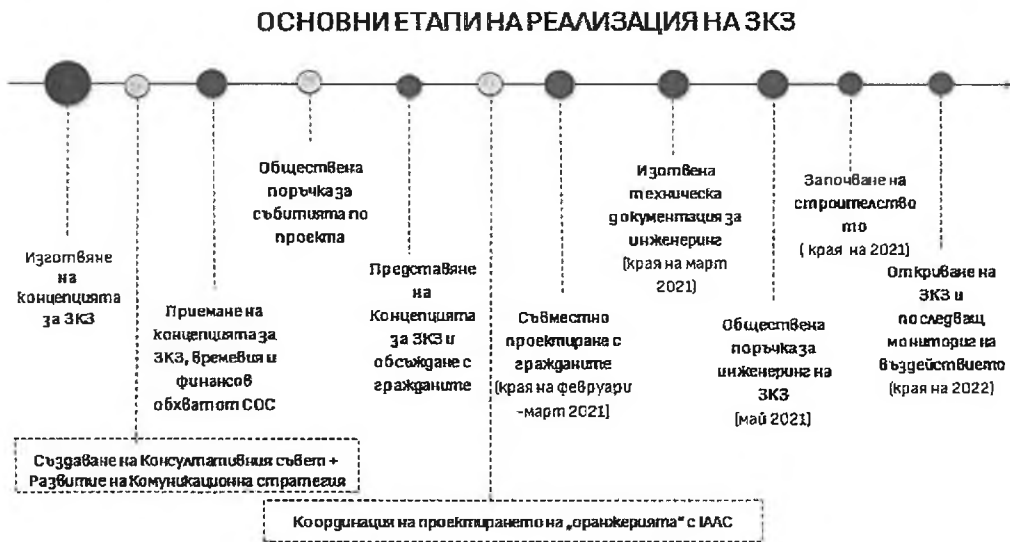 ОСНОВНИ ЕТАПИ НА РЕАЛИЗАЦИЯ НА ЗКЗ
Изготвяне
на
концепцията
за ЗКЗ
Създаване на Консултативния съвет +
Развитие на Комуникационна стратегия
Приемане на
концепцията за
ЗКЗ, времевия и
финансов
обхват от СОС
Обществена
поръчка за
събитията по
проекта
Представяне
на
Концепцията
за ЗКЗ и
обсъждане с
гражданите
Координация на проектирането на „оранжерията“ с IAAC
Съвместно
проектиране с
гражданите
(края на февруари
-март 2021)
Изготвена
техническа
документация за
инженеринг
(края на март
2021)
Обществена
поръчка за
инженеринг на
ЗКЗ
(май 2021)
Започване на
строителство
то
( края на 2021)
Откриване на
ЗКЗ и
последващ
мониторинг на
въздействието
(края на 2022)